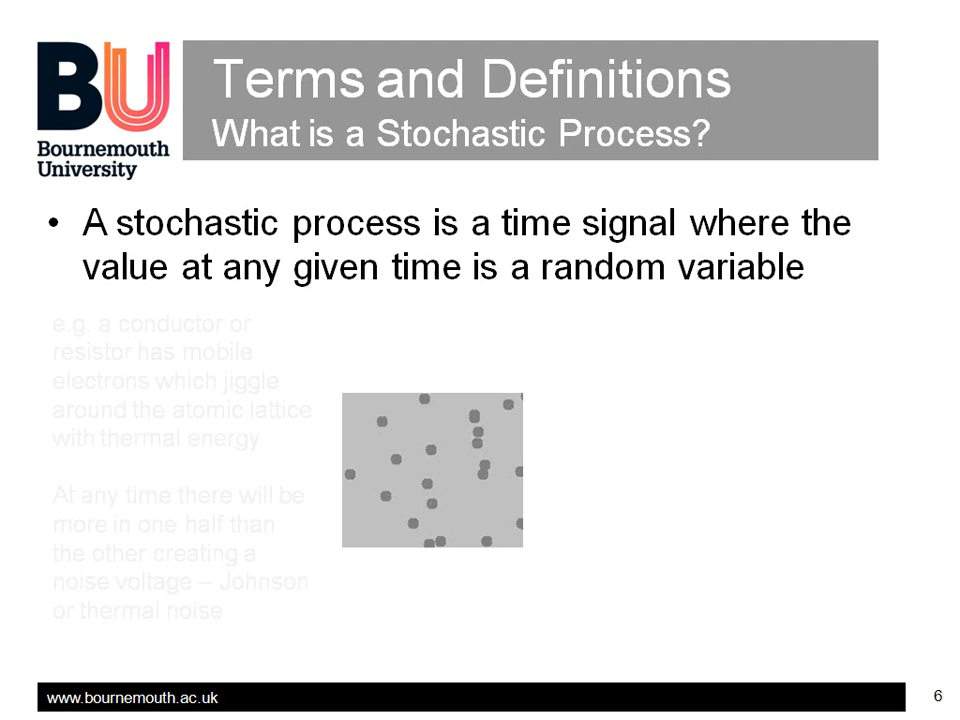 BU
Bournemouth
University
Terms and Definitions
What is a Stochastic Process?
• A stochastic process is a time signal where the
value at any given time is a random variable
e.g. a conductor or
resistor has mobile
electrons which jiggle
around the atomic lattice
with thermal energy
At any time there will be
more in one half than
the other creating a
noise voltage – Johnson
or thermal noise
www.bournemouth.ac.uk
6